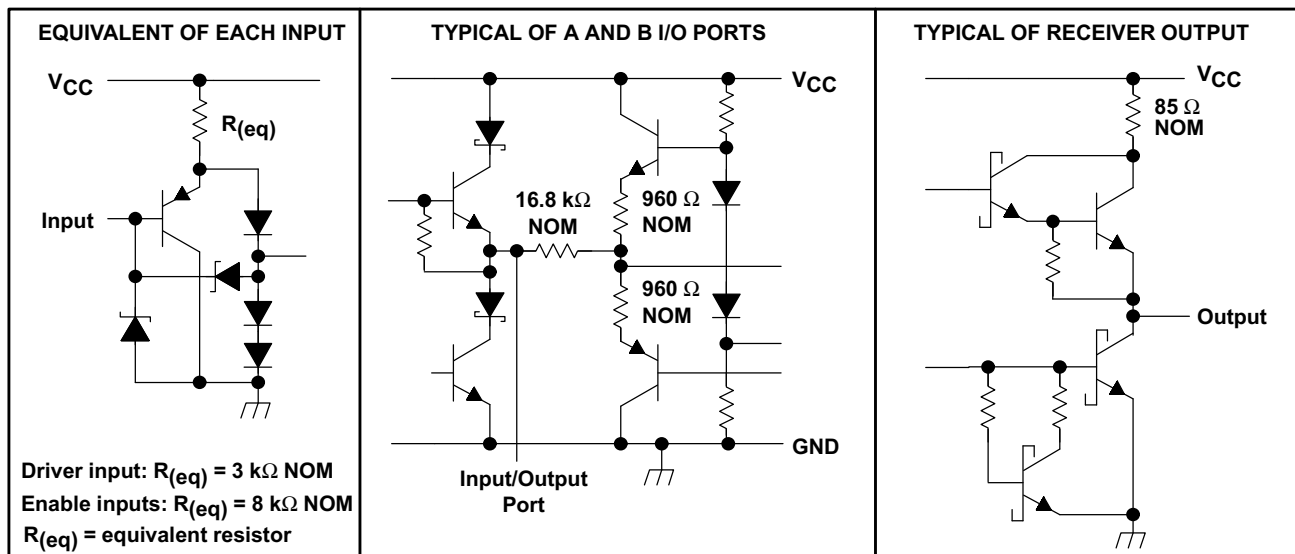 EQUIVALENT OF EACH INPUT
VCC
R(eq)
Input
Driver input: R(eq) = 3 kΩ NOM
Enable inputs: R(eq) = 8 kΩ NOM
R(eq) = equivalent resistor
TYPICAL OF A AND B I/O PORTS
VCC
16.8 kΩ
NOM
960 Ω
NOM
960 Ω
NOM
GND
Input/Output
Port
TYPICAL OF RECEIVER OUTPUT
VCC
85 Ω
NOM
Output